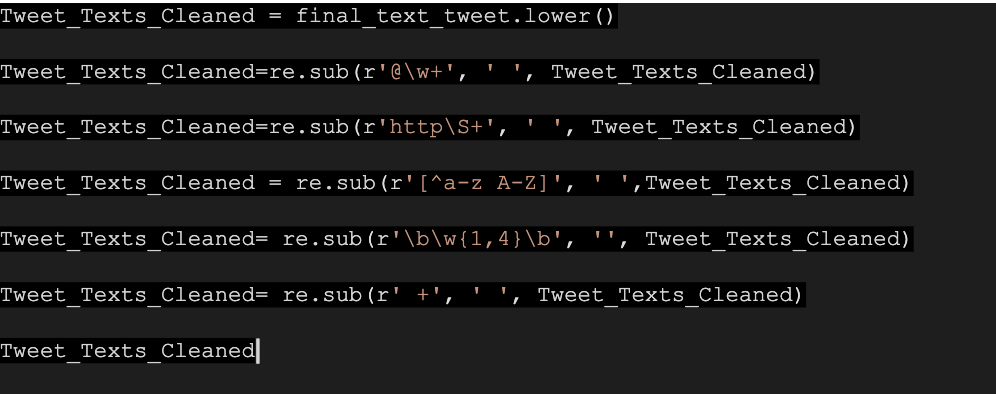 Tweet_Texts_Cleaned = final_text_tweet.lower()
Tweet_Texts_Cleaned=re.sub(r'@\w+', ' ', Tweet_Texts_Cleaned)
Tweet_Texts_Cleaned=re.sub(r'http\S+', ' ', Tweet_Texts_Cleaned)
Tweet_Texts_Cleaned = re.sub(r'[^a-z A-Z]', ' ',Tweet_Texts_Cleaned)
Tweet_Texts_Cleaned= re.sub(r'\b\w{1,4}\b', '', Tweet_Texts_Cleaned)
Tweet_Texts_Cleaned= re.sub(r' +', ' ', Tweet_Texts_Cleaned)
Tweet_Texts_Cleaned